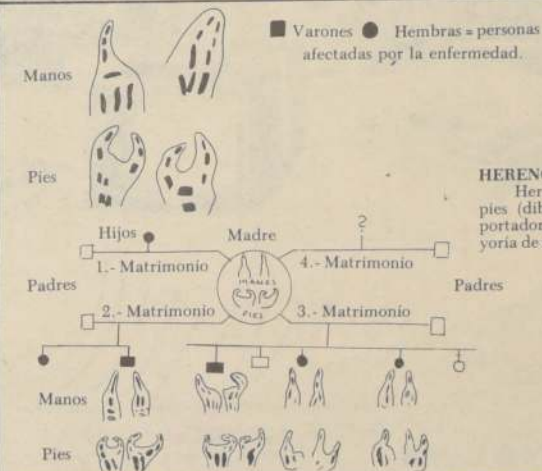 ■ Varones ● Hembras = personas
afectadas por la enfermedad.
Manos
Pies
HERENC
Her
pies (dib
portador
yoría de
Hijos
Madre
?
1.- Matrimonio
4.- Matrimonio
Padres
MANOS
PIES
Padres
2.- Matrimonio
3.- Matrimonio
Manos
Pies